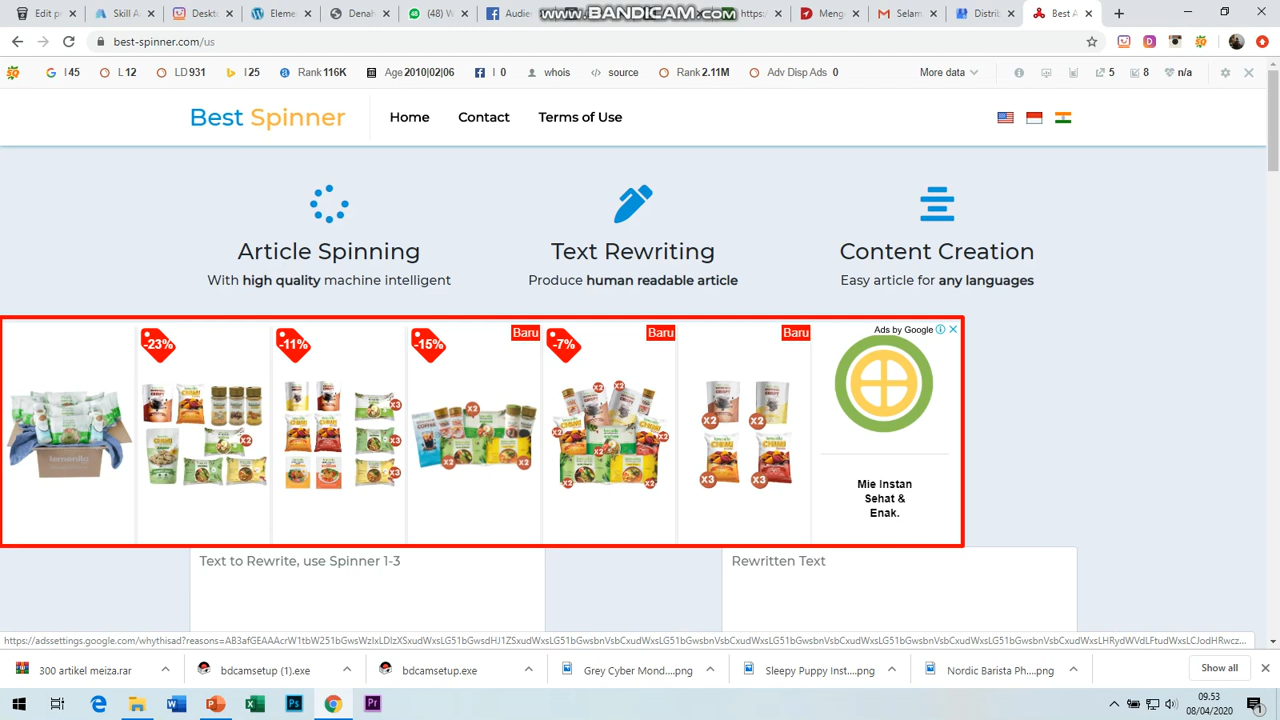 Edit p
Skill A
Deskto
Eleme
Denah
(48) W
Audie
www.BANDICAM.com
https:/
Meng
Selam
Distrib
Best A
best-spinner.com/us
I 45
L 12
LD 931
I 25
Rank 116K
Age 2010|02|06
I 0
whois
source
Rank 2.11M
Adv Disp Ads 0
More data
5
8
n/a
Best Spinner
Home
Contact
Terms of Use
Article Spinning
With high quality machine intelligent
Text Rewriting
Produce human readable article
Content Creation
Easy article for any languages
-23%
-11%
-15%
Baru
-7%
Baru
Baru
Ads by Google
Mie Instan
Sehat &
Enak.
Text to Rewrite, use Spinner 1-3
Rewritten Text
300 artikel meiza.rar
bdcamsetup (1).exe
bdcamsetup.exe
Grey Cyber Mond....png
Sleepy Puppy Inst....png
Nordic Barista Ph....png
Show all
09.53
08/04/2020